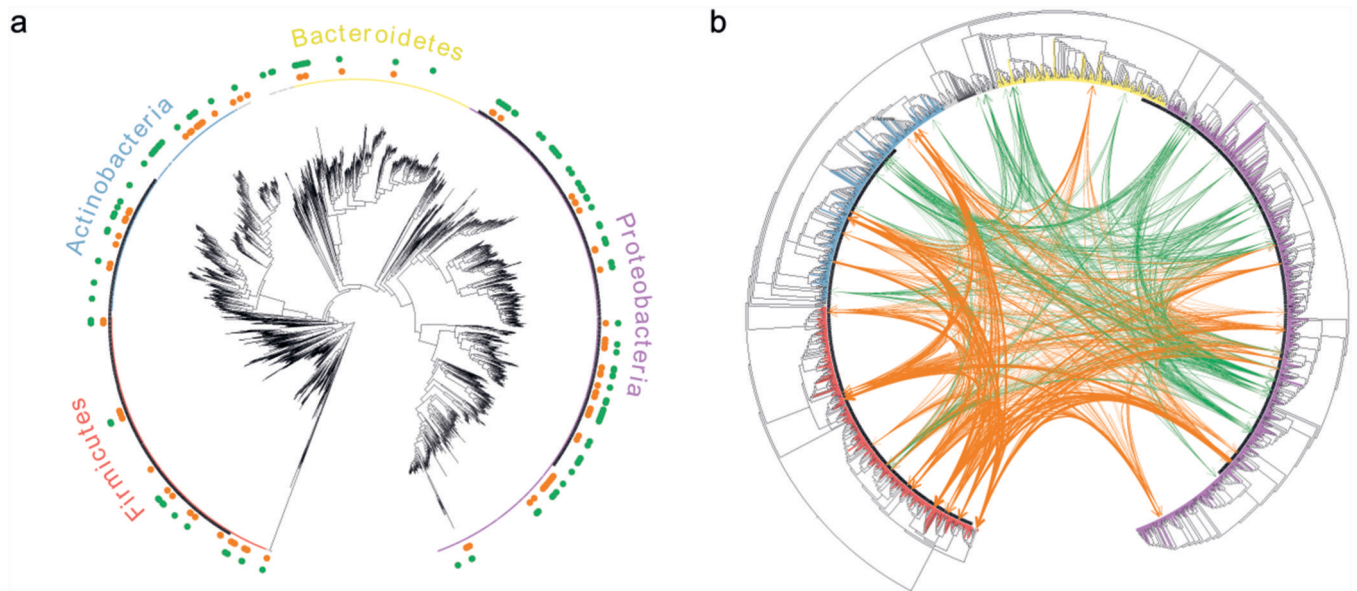 a
b
Bacteroidetes
Actinobacteria
Proteobacteria
Firmicutes